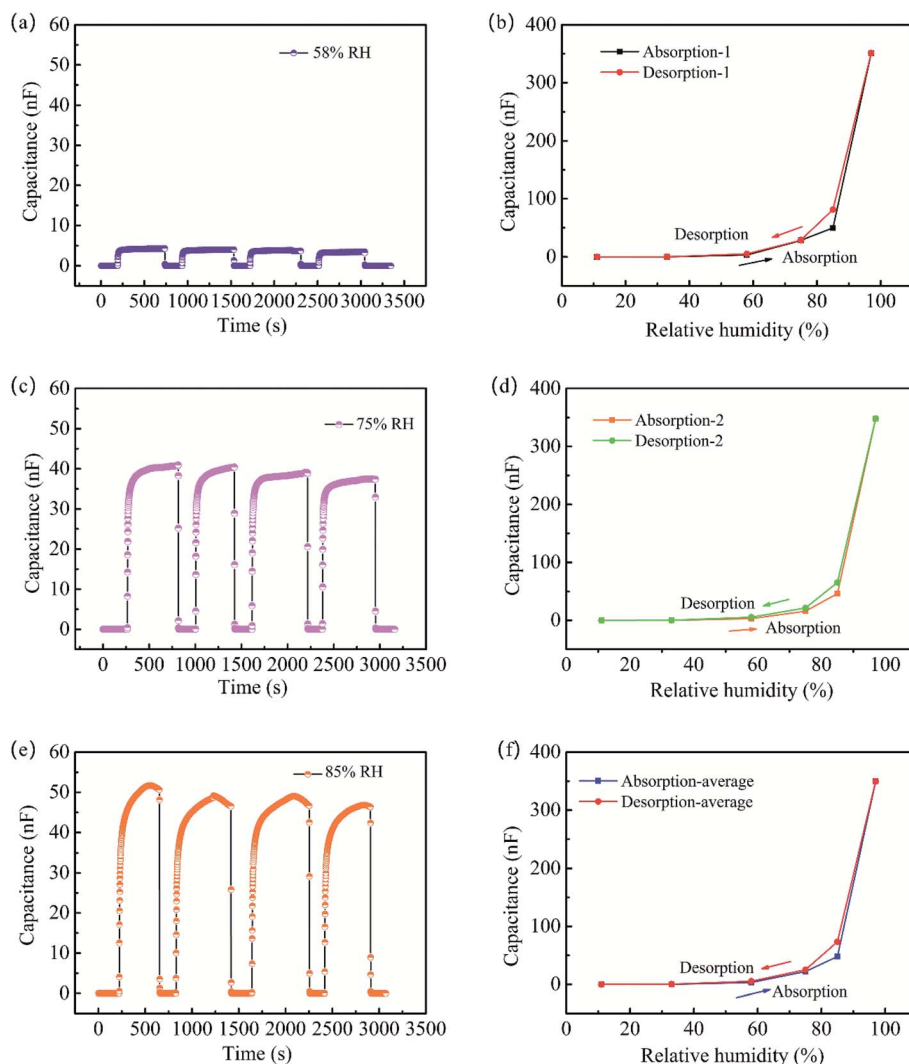 (a)
60
50
40
30
20
10
0
Capacitance (nF)
58% RH
0 500 1000 1500 2000 2500 3000 3500
Time (s)
(b)
400
300
200
100
0
Capacitance (nF)
Absorption-1
Desorption-1
Desorption
Absorption
0 20 40 60 80 100
Relative humidity (%)
(c)
60
50
40
30
20
10
0
Capacitance (nF)
75% RH
0 500 1000 1500 2000 2500 3000 3500
Time (s)
(d)
400
300
200
100
0
Capacitance (nF)
Absorption-2
Desorption-2
Desorption
Absorption
0 20 40 60 80 100
Relative humidity (%)
(e)
60
50
40
30
20
10
0
Capacitance (nF)
85% RH
0 500 1000 1500 2000 2500 3000 3500
Time (s)
(f)
400
300
200
100
0
Capacitance (nF)
Absorption-average
Desorption-average
Desorption
Absorption
0 20 40 60 80 100
Relative humidity (%)